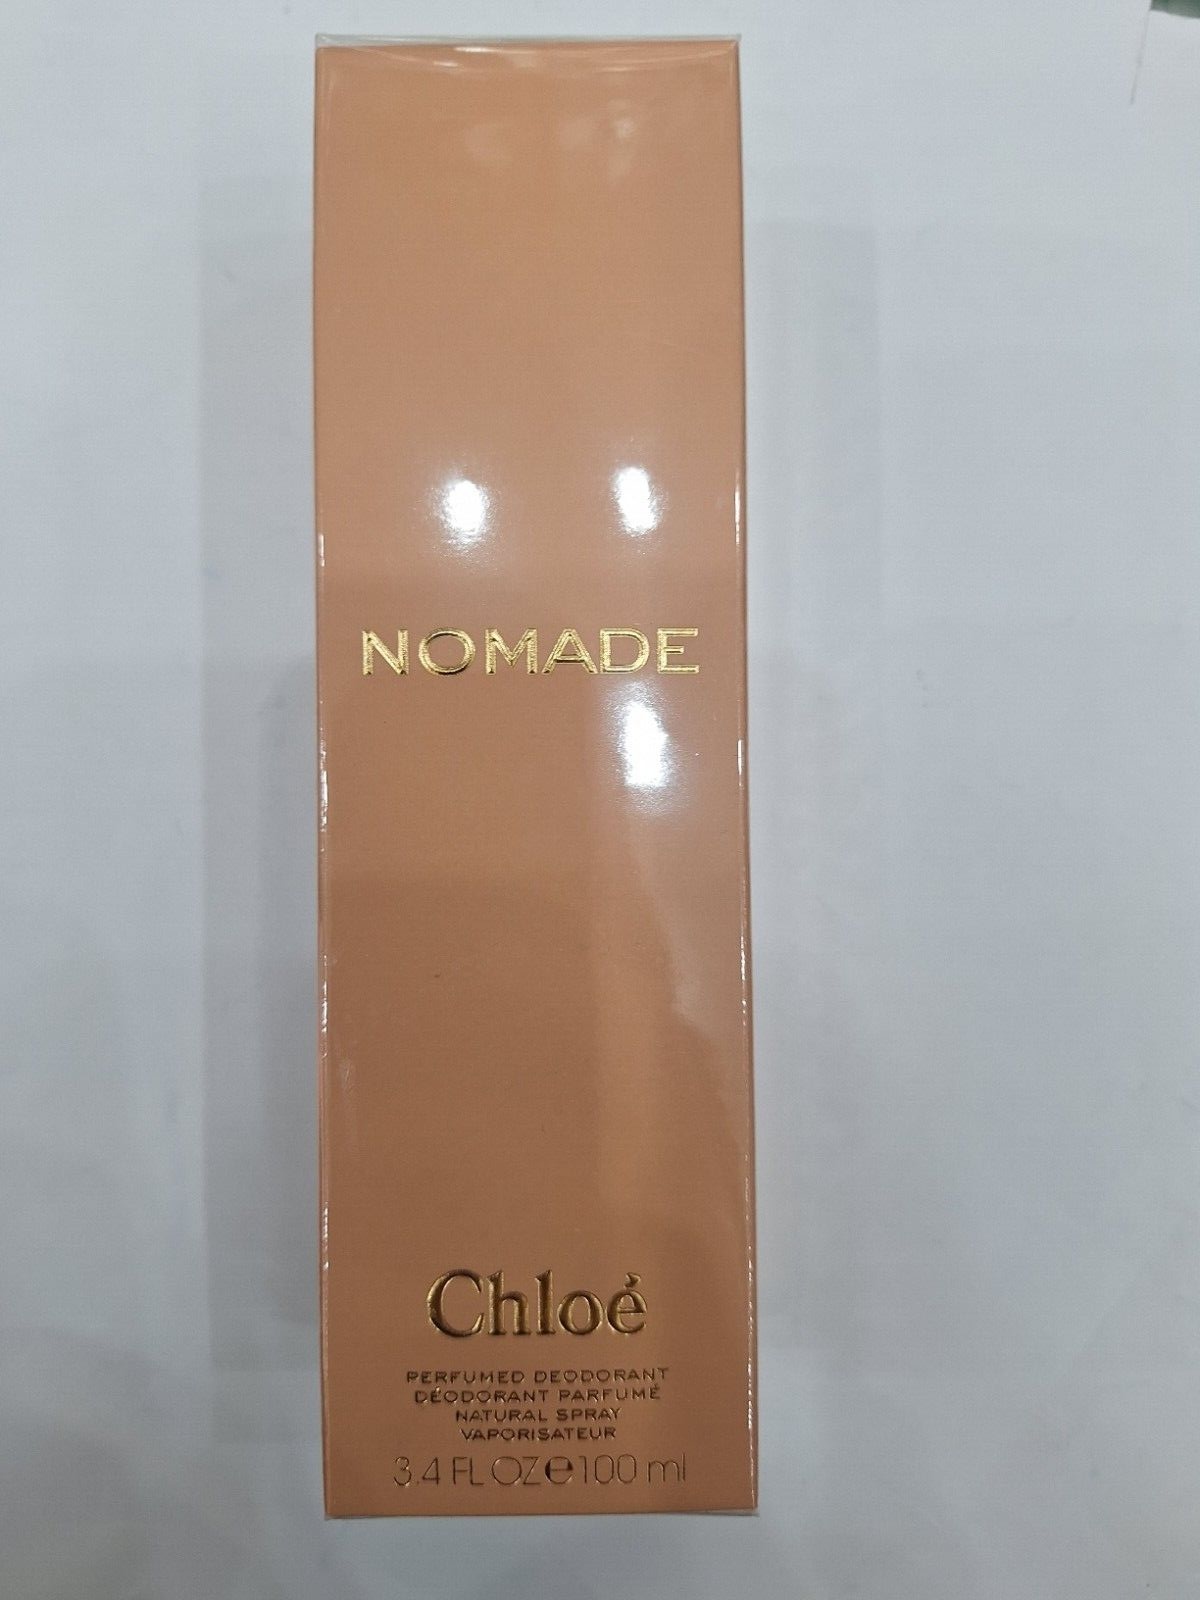 NOMADE
Chloé
PERFUMED DEODORANT
DÉODORANT PARFUMÉ
NATURAL SPRAY
VAPORISATEUR
3.4 FL OZ ℮ 100 ml